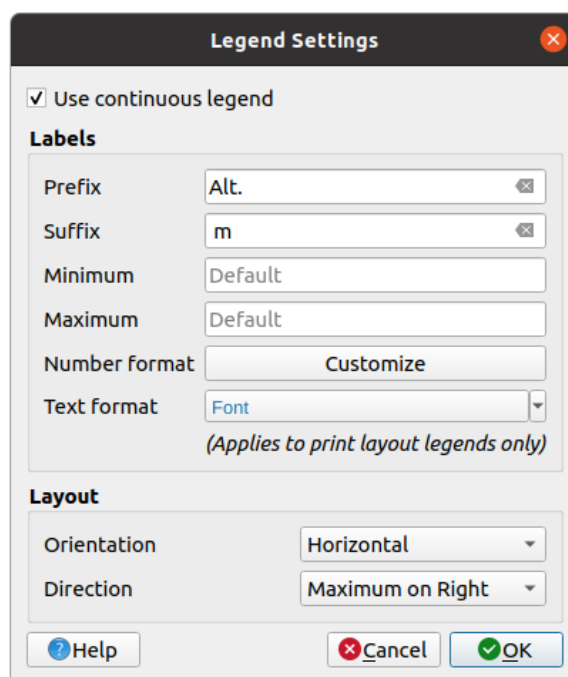 Legend Settings
Use continuous legend
Labels
Prefix Alt.
Suffix m
Minimum Default
Maximum Default
Number format Customize
Text format Font
(Applies to print layout legends only)
Layout
Orientation Horizontal
Direction Maximum on Right
Help Cancel OK